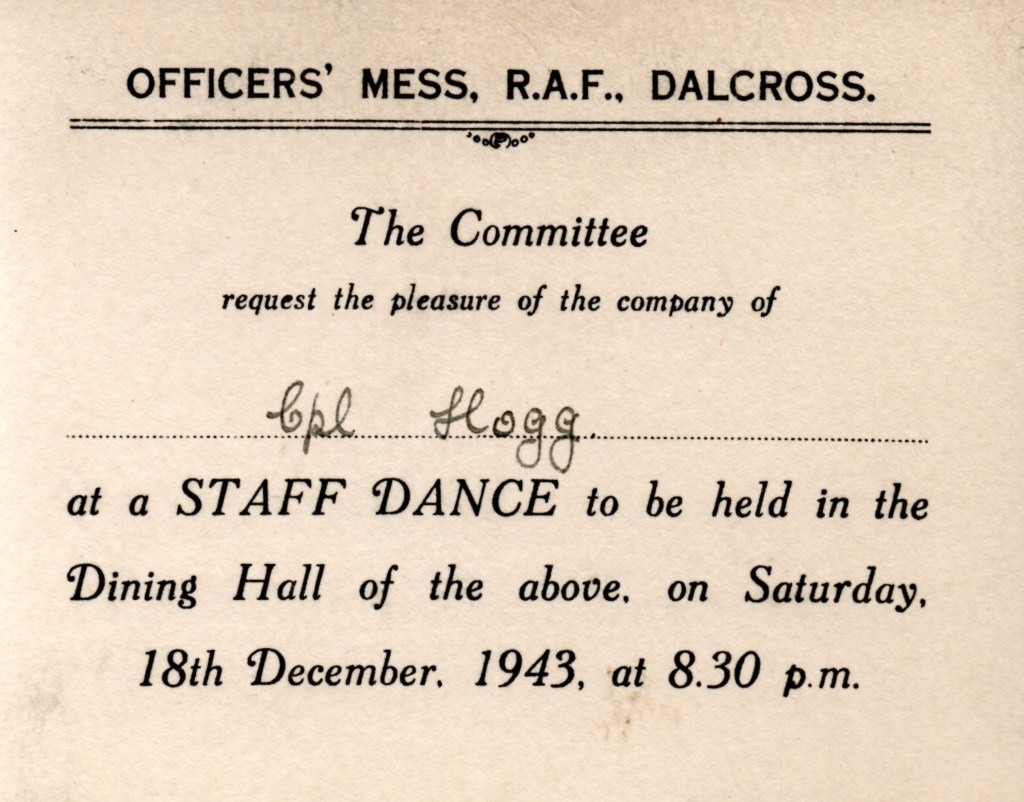 OFFICERS' MESS, R.A.F., DALCROSS.
The Committee
request the pleasure of the company of
Cpl Hogg.
at a STAFF DANCE to be held in the
Dining Hall of the above, on Saturday,
18th December, 1943, at 8.30 p.m.